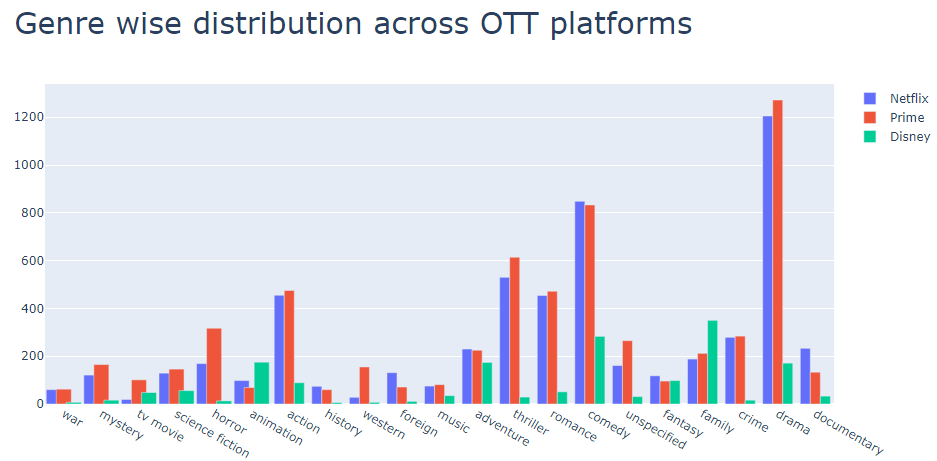 Genre wise distribution across OTT platforms
Netflix
Prime
Disney
1200
1000
800
600
400
200
0
war
mystery
tv movie
science fiction
horror
animation
action
history
western
foreign
music
adventure
thriller
romance
comedy
unspecified
fantasy
family
crime
drama
documentary